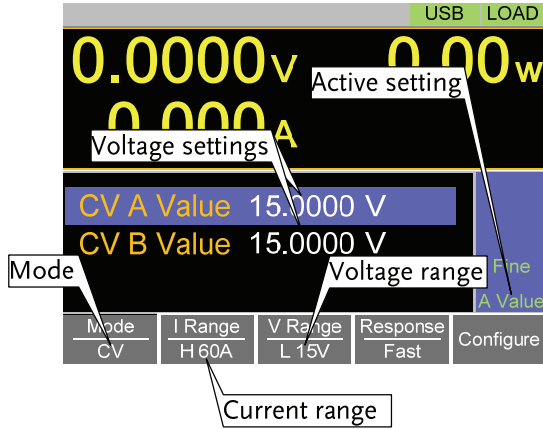 USB LOAD
0.0000V 0.00W
Active setting
0.000A
Voltage settings
CV A Value 15.0000 V
CV B Value 15.0000 V
Mode
Voltage range
Fine
A Value
Mode I Range V Range Response Configure
CV H 60A L 15V Fast
Current range